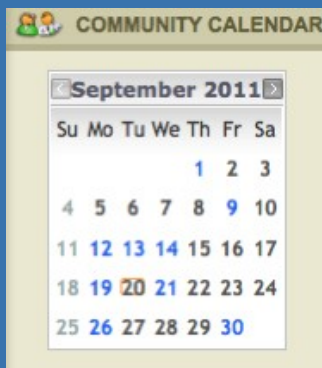 COMMUNITY CALENDAR
September 2011
Su Mo Tu We Th Fr Sa
1 2 3
4 5 6 7 8 9 10
11 12 13 14 15 16 17
18 19 20 21 22 23 24
25 26 27 28 29 30